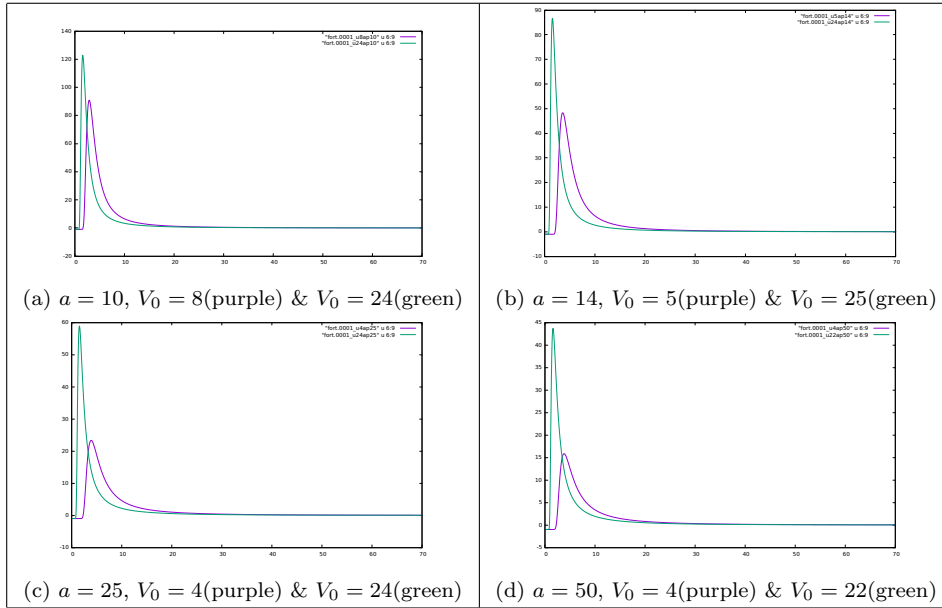 "fort.0001_u8ap10" u 6:9
"fort.0001_u24ap10" u 6:9
140
120
100
80
60
40
20
0
-20
0 10 20 30 40 50 60 70
(a) a = 10, V₀ = 8(purple) & V₀ = 24(green)
"fort.0001_u5ap14" u 6:9
"fort.0001_u24ap14" u 6:9
90
80
70
60
50
40
30
20
10
0
-10
0 10 20 30 40 50 60 70
(b) a = 14, V₀ = 5(purple) & V₀ = 25(green)
"fort.0001_u4ap25" u 6:9
"fort.0001_u24ap25" u 6:9
60
50
40
30
20
10
0
-10
0 10 20 30 40 50 60 70
(c) a = 25, V₀ = 4(purple) & V₀ = 24(green)
"fort.0001_u4ap50" u 6:9
"fort.0001_u22ap50" u 6:9
45
40
35
30
25
20
15
10
5
0
-5
0 10 20 30 40 50 60 70
(d) a = 50, V₀ = 4(purple) & V₀ = 22(green)